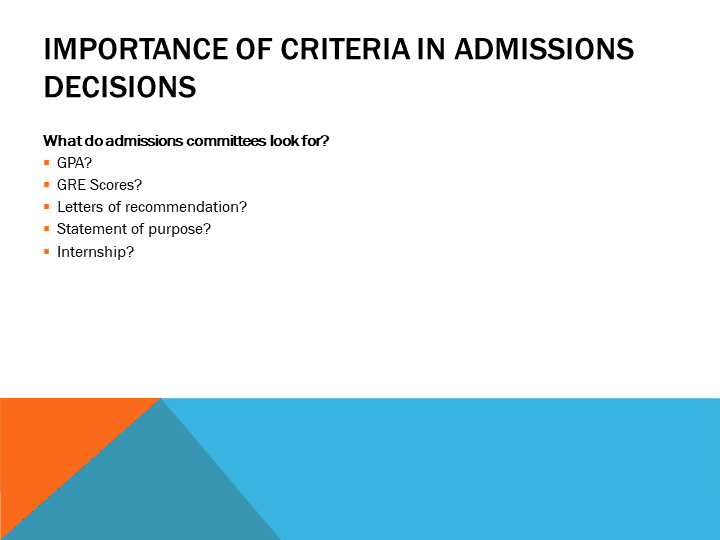 IMPORTANCE OF CRITERIA IN ADMISSIONS
DECISIONS
What do admissions committees look for?
▪ GPA?
▪ GRE Scores?
▪ Letters of recommendation?
▪ Statement of purpose?
▪ Internship?